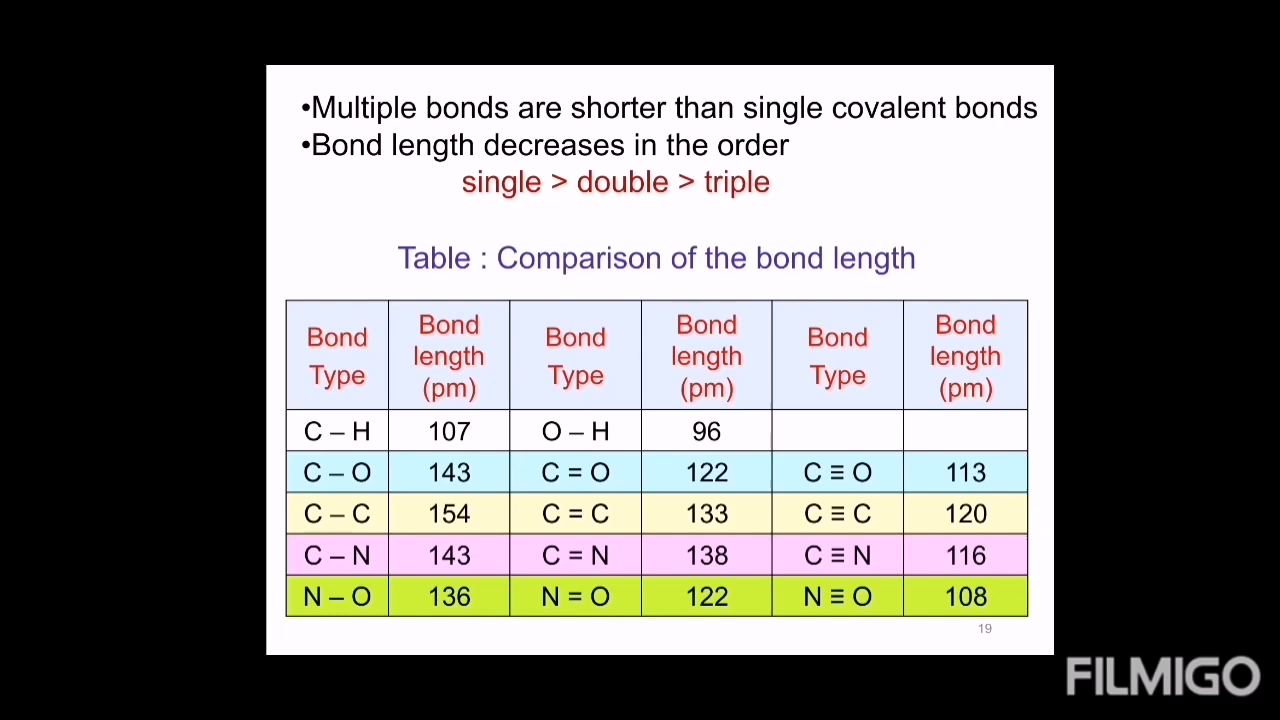 •Multiple bonds are shorter than single covalent bonds
•Bond length decreases in the order
single > double > triple
Table : Comparison of the bond length
Bond Type | Bond length (pm) | Bond Type | Bond length (pm) | Bond Type | Bond length (pm)
C – H | 107 | O – H | 96
C – O | 143 | C = O | 122 | C ≡ O | 113
C – C | 154 | C = C | 133 | C ≡ C | 120
C – N | 143 | C = N | 138 | C ≡ N | 116
N – O | 136 | N = O | 122 | N ≡ O | 108
19
FILMIGO